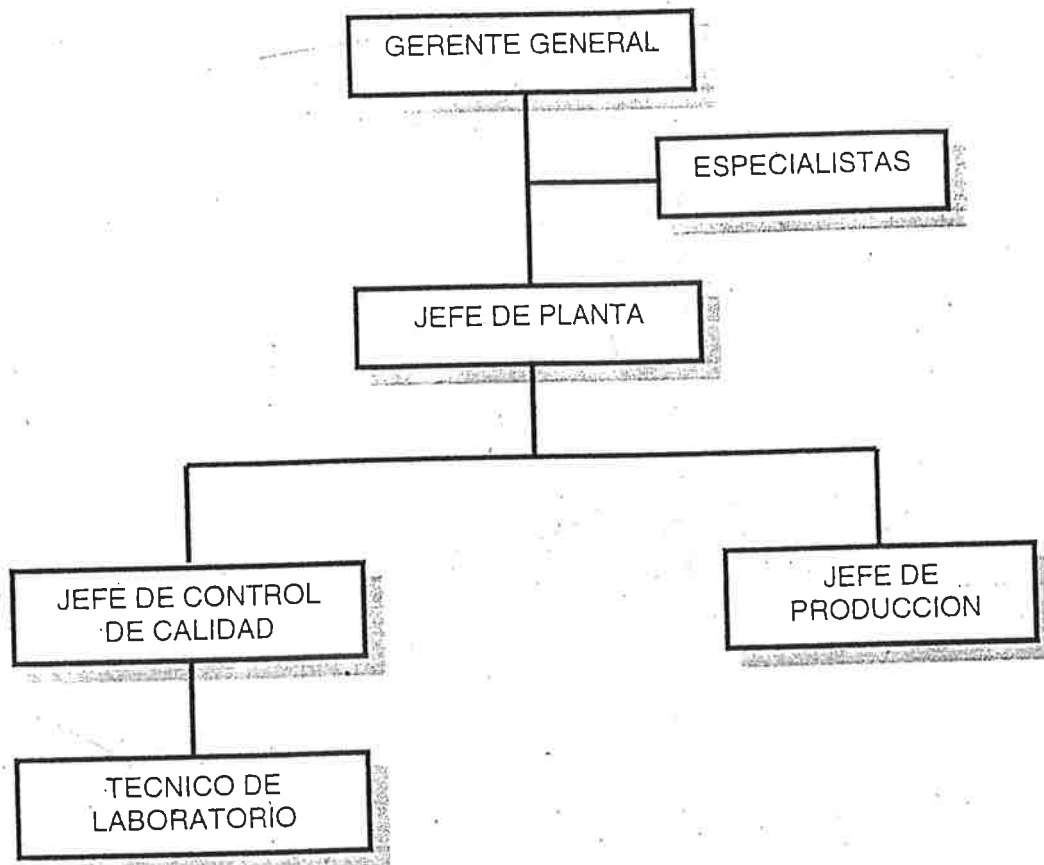 GERENTE GENERAL
ESPECIALISTAS
JEFE DE PLANTA
JEFE DE CONTROL
DE CALIDAD
JEFE DE
PRODUCCION
TECNICO DE
LABORATORIO